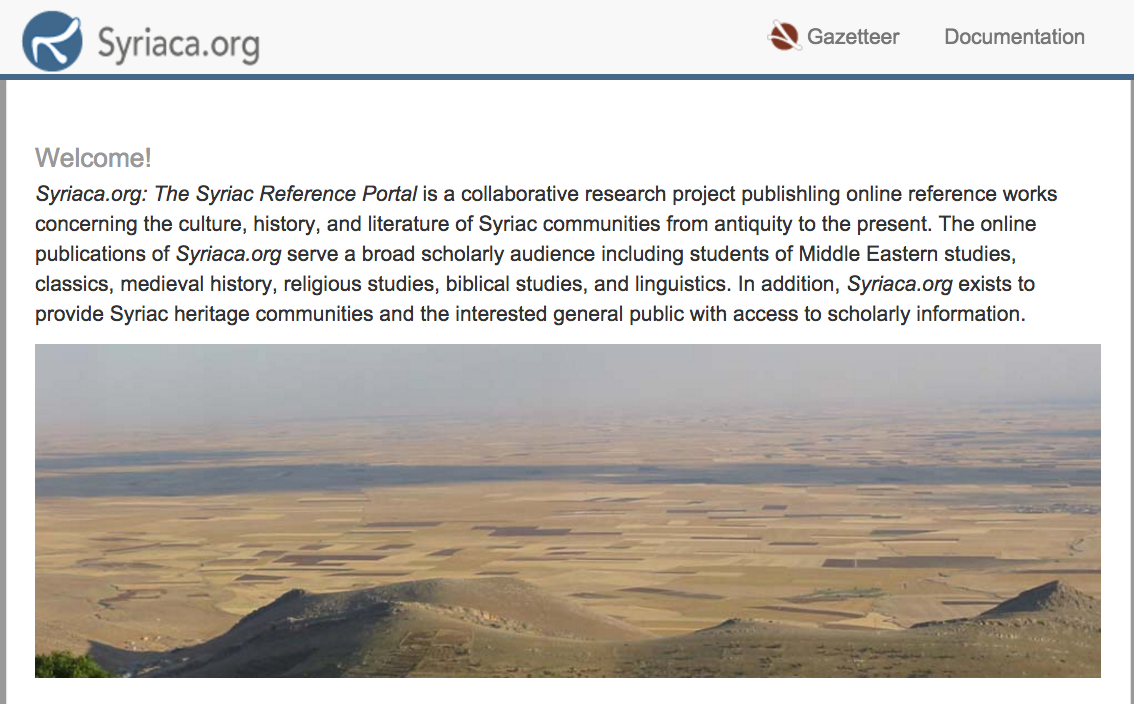 Syriaca.org
Gazetteer
Documentation
Welcome!
Syriaca.org: The Syriac Reference Portal is a collaborative research project publishling online reference works
concerning the culture, history, and literature of Syriac communities from antiquity to the present. The online
publications of Syriaca.org serve a broad scholarly audience including students of Middle Eastern studies,
classics, medieval history, religious studies, biblical studies, and linguistics. In addition, Syriaca.org exists to
provide Syriac heritage communities and the interested general public with access to scholarly information.